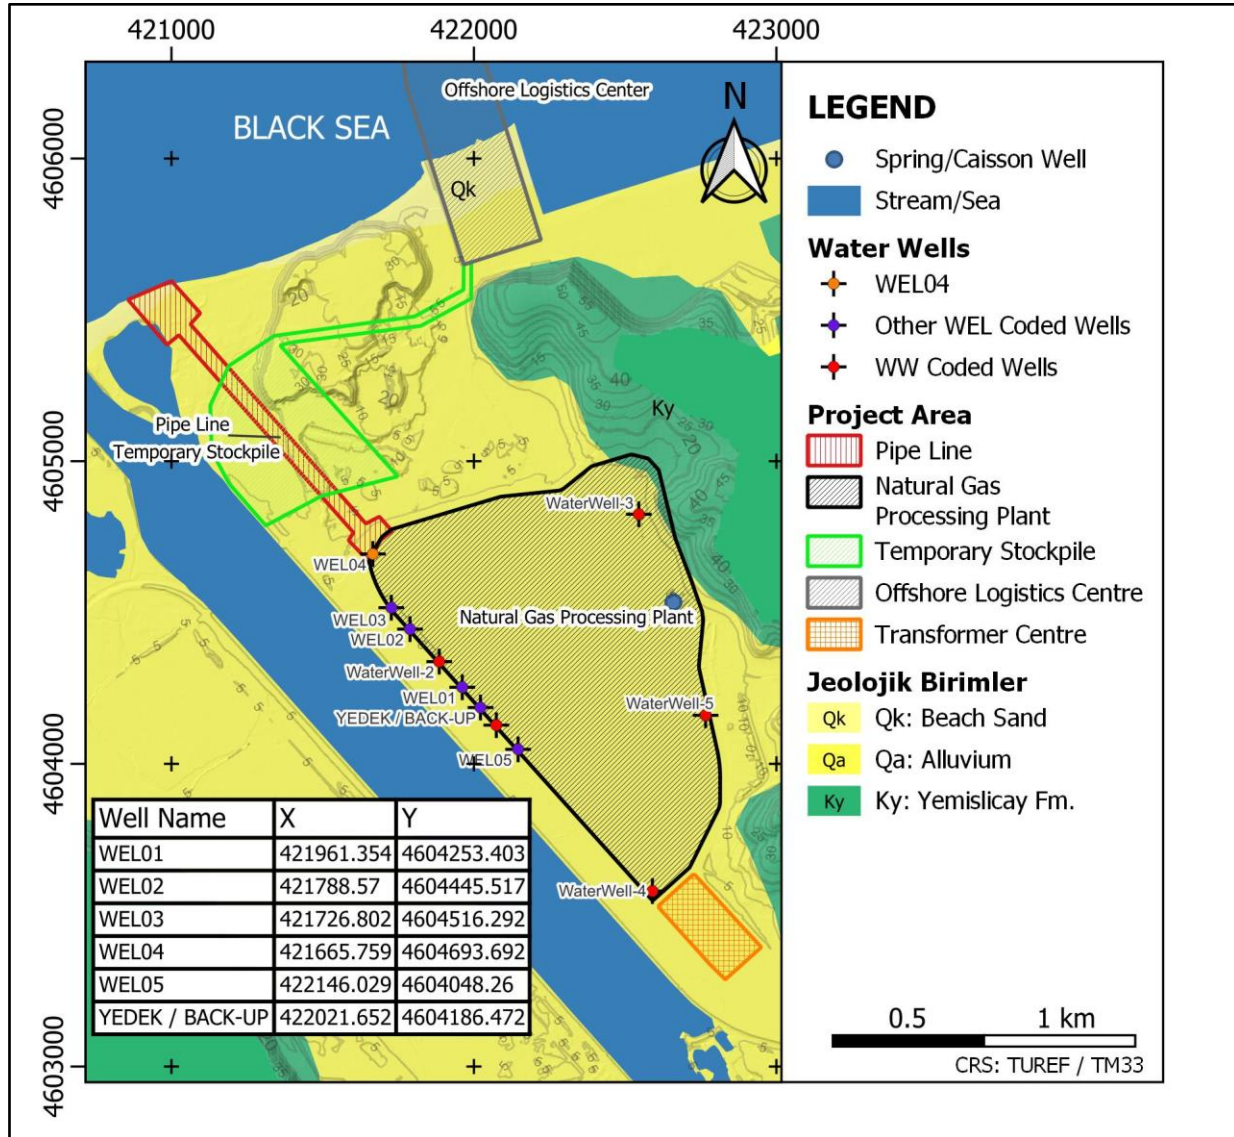 421000 422000 423000
4606000
4605000
4604000
4603000
Offshore Logistics Center
BLACK SEA
N
Qk
Ky
Pipe Line
Temporary Stockpile
WaterWell-3
WEL04
WEL03
WEL02
Natural Gas Processing Plant
WaterWell-2
WEL01
YEDEK / BACK-UP
WaterWell-5
WEL05
WaterWell-4
Well Name X Y
WEL01 421961.354 4604253.403
WEL02 421788.57 4604445.517
WEL03 421726.802 4604516.292
WEL04 421665.759 4604693.692
WEL05 422146.029 4604048.26
YEDEK / BACK-UP 422021.652 4604186.472
LEGEND
Spring/Caisson Well
Stream/Sea
Water Wells
WEL04
Other WEL Coded Wells
WW Coded Wells
Project Area
Pipe Line
Natural Gas
Processing Plant
Temporary Stockpile
Offshore Logistics Centre
Transformer Centre
Jeolojik Birimler
Qk Qk: Beach Sand
Qa Qa: Alluvium
Ky Ky: Yemislicay Fm.
0.5 1 km
CRS: TUREF / TM33